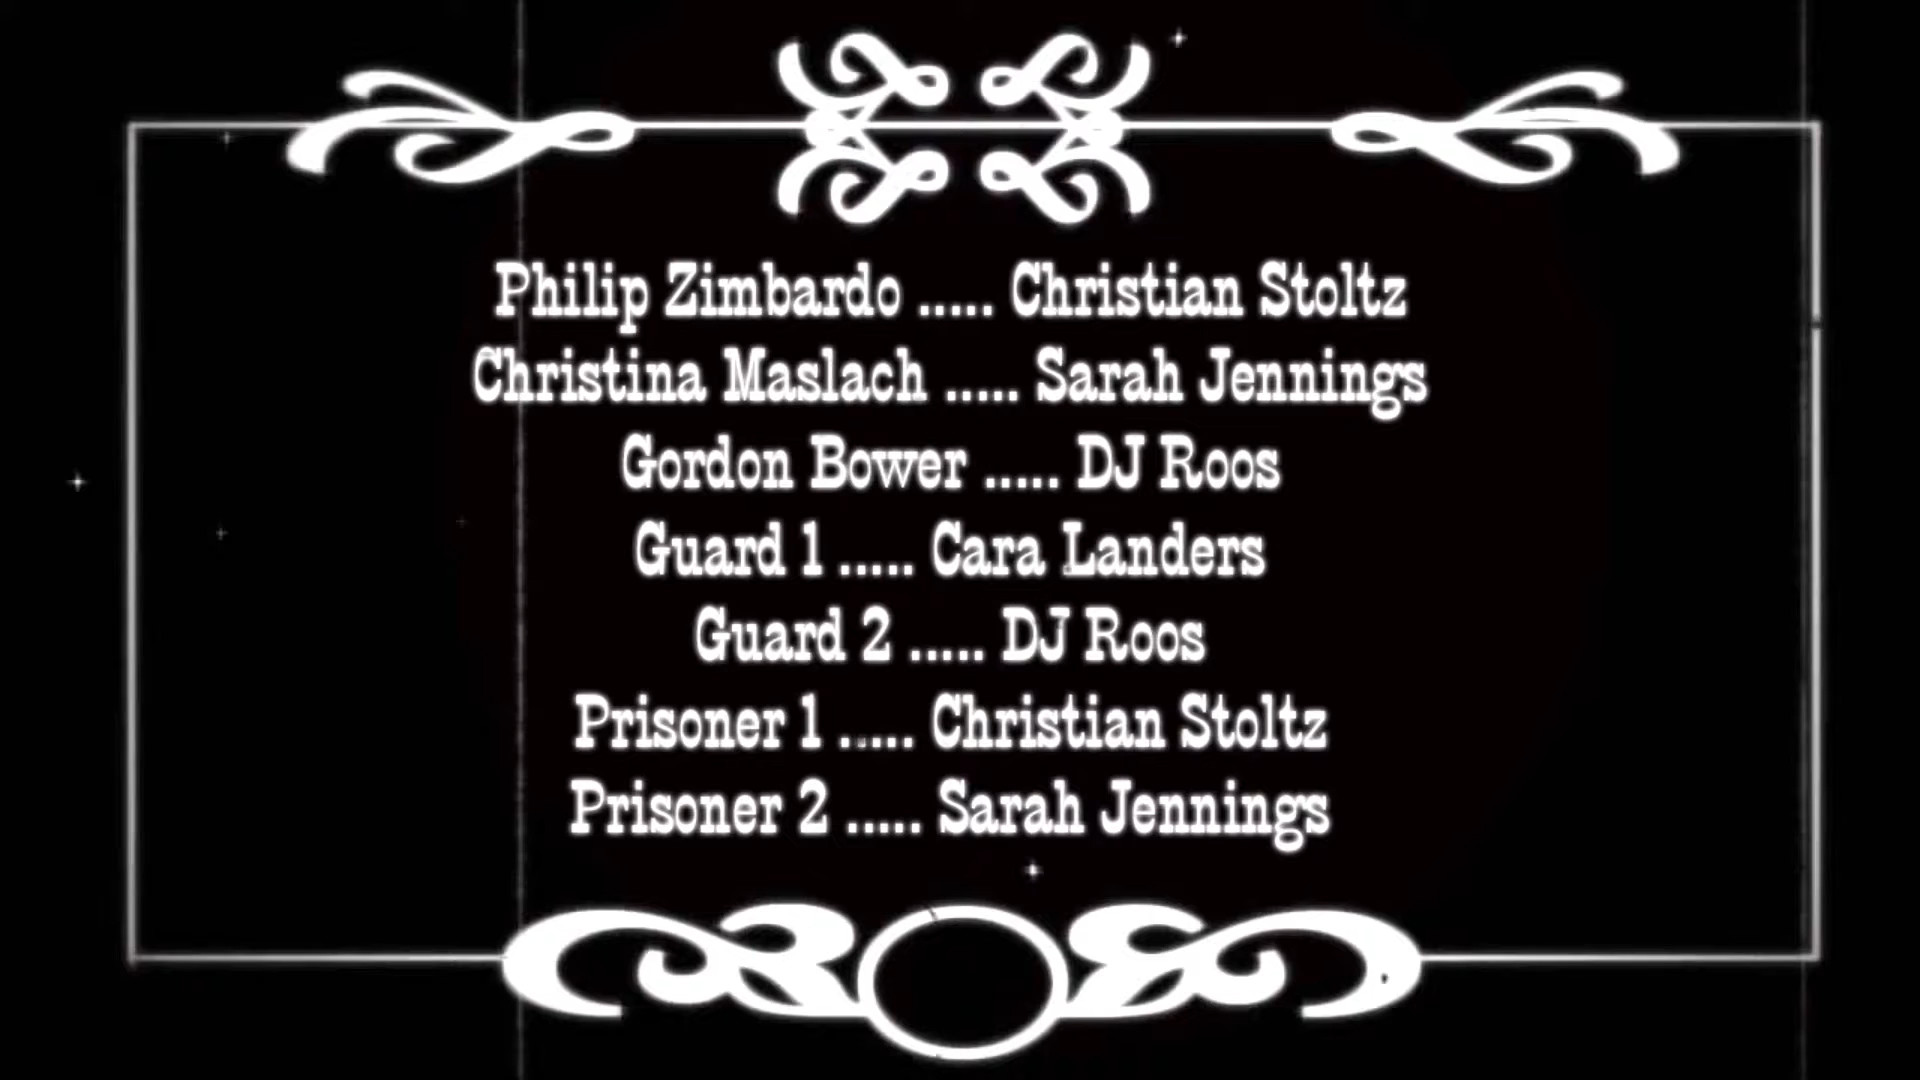 Philip Zimbardo ..... Christian Stoltz
Christina Maslach ..... Sarah Jennings
Gordon Bower ..... DJ Roos
Guard 1 ..... Cara Landers
Guard 2 ..... DJ Roos
Prisoner 1 ..... Christian Stoltz
Prisoner 2 ..... Sarah Jennings